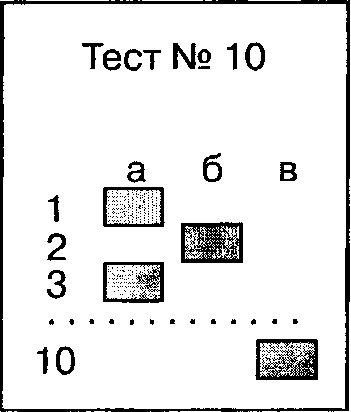 Тест № 10
а б в
1
2
3
. . . . . . . . . . . . .
10